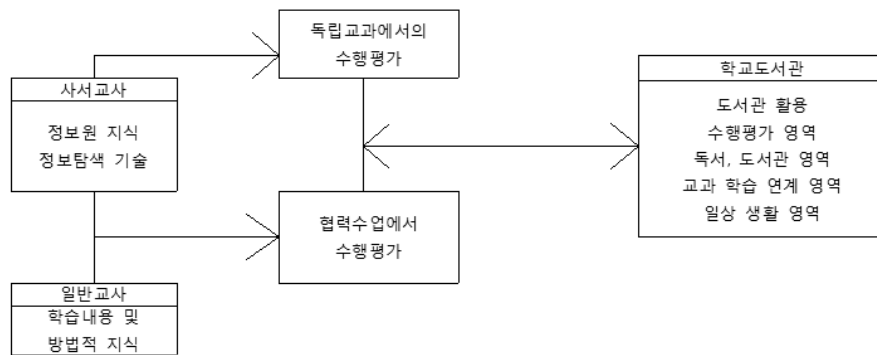 독립교과에서의
수행평가
사서교사
정보원 지식
정보탐색 기술
협력수업에서
수행평가
일반교사
학습내용 및
방법적 지식
학교도서관
도서관 활용
수행평가 영역
독서, 도서관 영역
교과 학습 연계 영역
일상 생활 영역